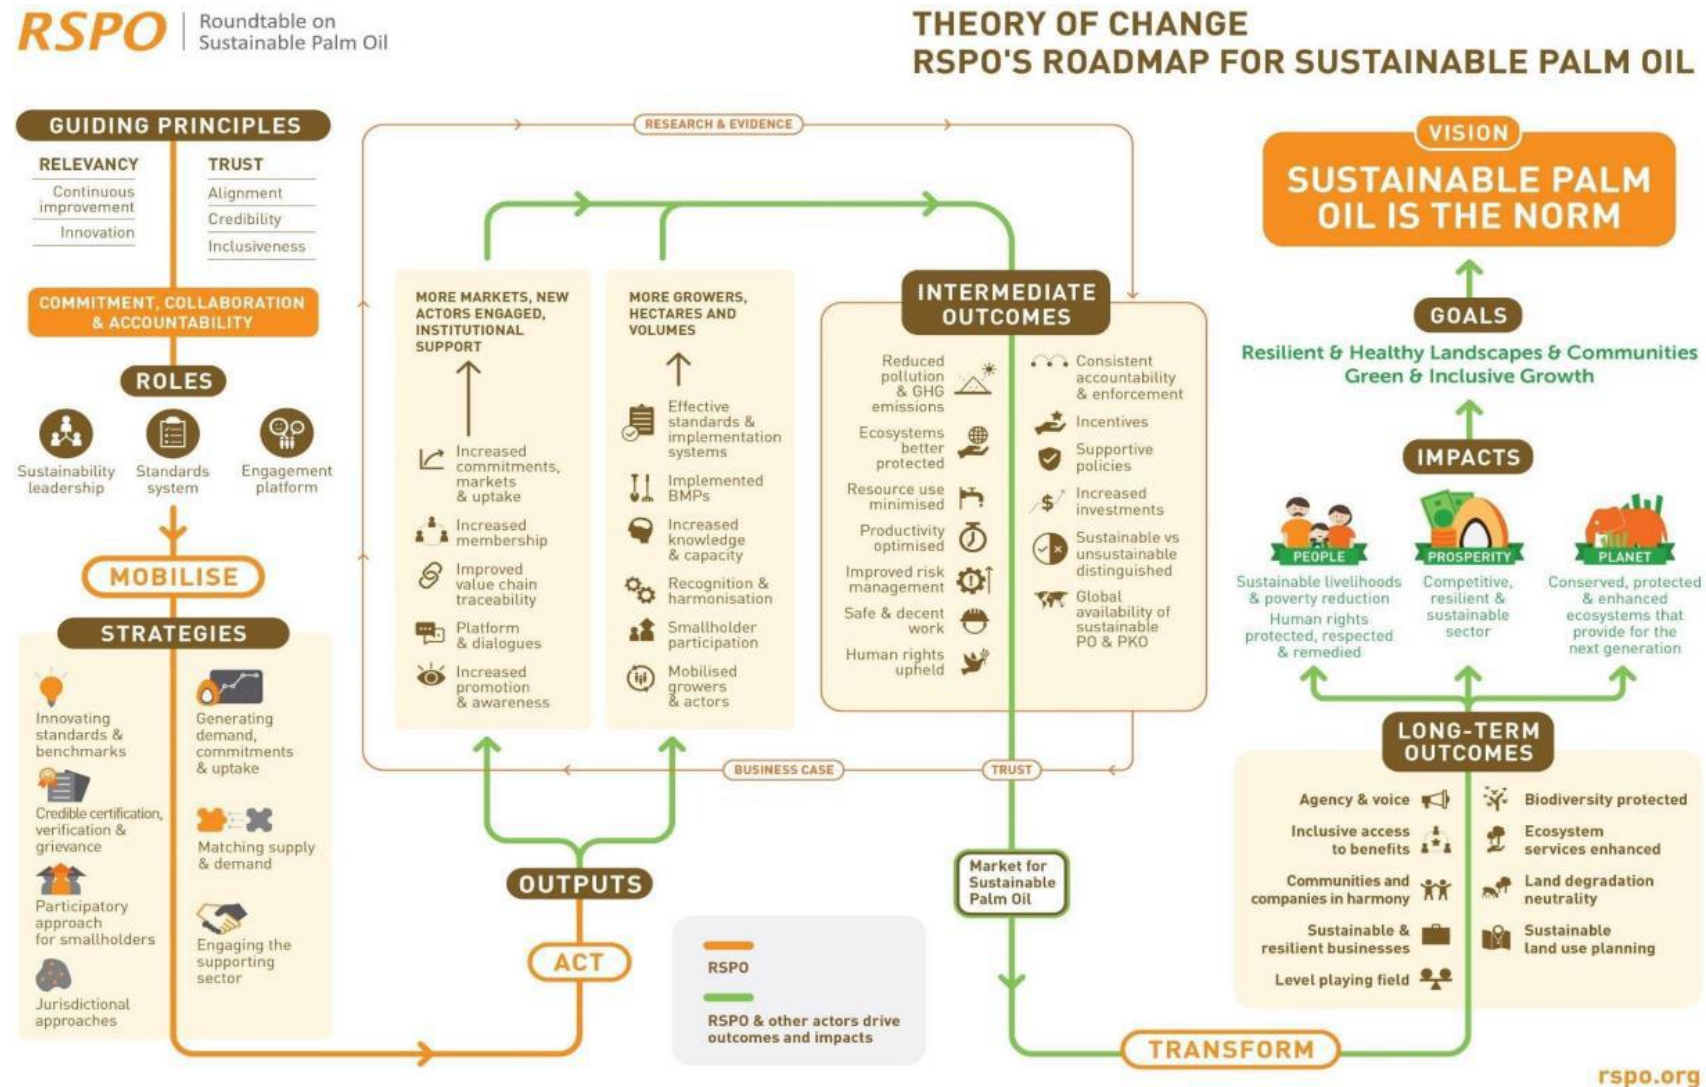 RSPO
Roundtable on
Sustainable Palm Oil
THEORY OF CHANGE
RSPO'S ROADMAP FOR SUSTAINABLE PALM OIL
GUIDING PRINCIPLES
RELEVANCY
Continuous
improvement
Innovation
TRUST
Alignment
Credibility
Inclusiveness
COMMITMENT, COLLABORATION
& ACCOUNTABILITY
ROLES
Sustainability
leadership
Standards
system
Engagement
platform
MOBILISE
STRATEGIES
Innovating
standards &
benchmarks
Credible certification,
verification &
grievance
Participatory
approach
for smallholders
Jurisdictional
approaches
Generating
demand,
commitments
& uptake
Matching supply
& demand
Engaging the
supporting
sector
ACT
OUTPUTS
RESEARCH & EVIDENCE
MORE MARKETS, NEW
ACTORS ENGAGED,
INSTITUTIONAL
SUPPORT
Increased
commitments,
markets
& uptake
Increased
membership
Improved
value chain
traceability
Platform
& dialogues
Increased
promotion
& awareness
MORE GROWERS,
HECTARES AND
VOLUMES
Effective
standards &
implementation
systems
Implemented
BMPs
Increased
knowledge
& capacity
Recognition &
harmonisation
Smallholder
participation
Mobilised
growers
& actors
INTERMEDIATE
OUTCOMES
Reduced
pollution
& GHG
emissions
Ecosystems
better
protected
Resource use
minimised
Productivity
optimised
Improved risk
management
Safe & decent
work
Human rights
upheld
Consistent
accountability
& enforcement
Incentives
Supportive
policies
$
Increased
investments
Sustainable vs
unsustainable
distinguished
Global
availability of
sustainable
PO & PKO
BUSINESS CASE
TRUST
Market for
Sustainable
Palm Oil
RSPO
RSPO & other actors drive
outcomes and impacts
TRANSFORM
VISION
SUSTAINABLE PALM
OIL IS THE NORM
GOALS
Resilient & Healthy Landscapes & Communities
Green & Inclusive Growth
IMPACTS
PEOPLE
Sustainable livelihoods
& poverty reduction
Human rights
protected, respected
& remedied
PROSPERITY
Competitive,
resilient &
sustainable
sector
PLANET
Conserved, protected
& enhanced
ecosystems that
provide for the
next generation
LONG-TERM
OUTCOMES
Agency & voice
Inclusive access
to benefits
Communities and
companies in harmony
Sustainable &
resilient businesses
Level playing field
Biodiversity protected
Ecosystem
services enhanced
Land degradation
neutrality
Sustainable
land use planning
rspo.org